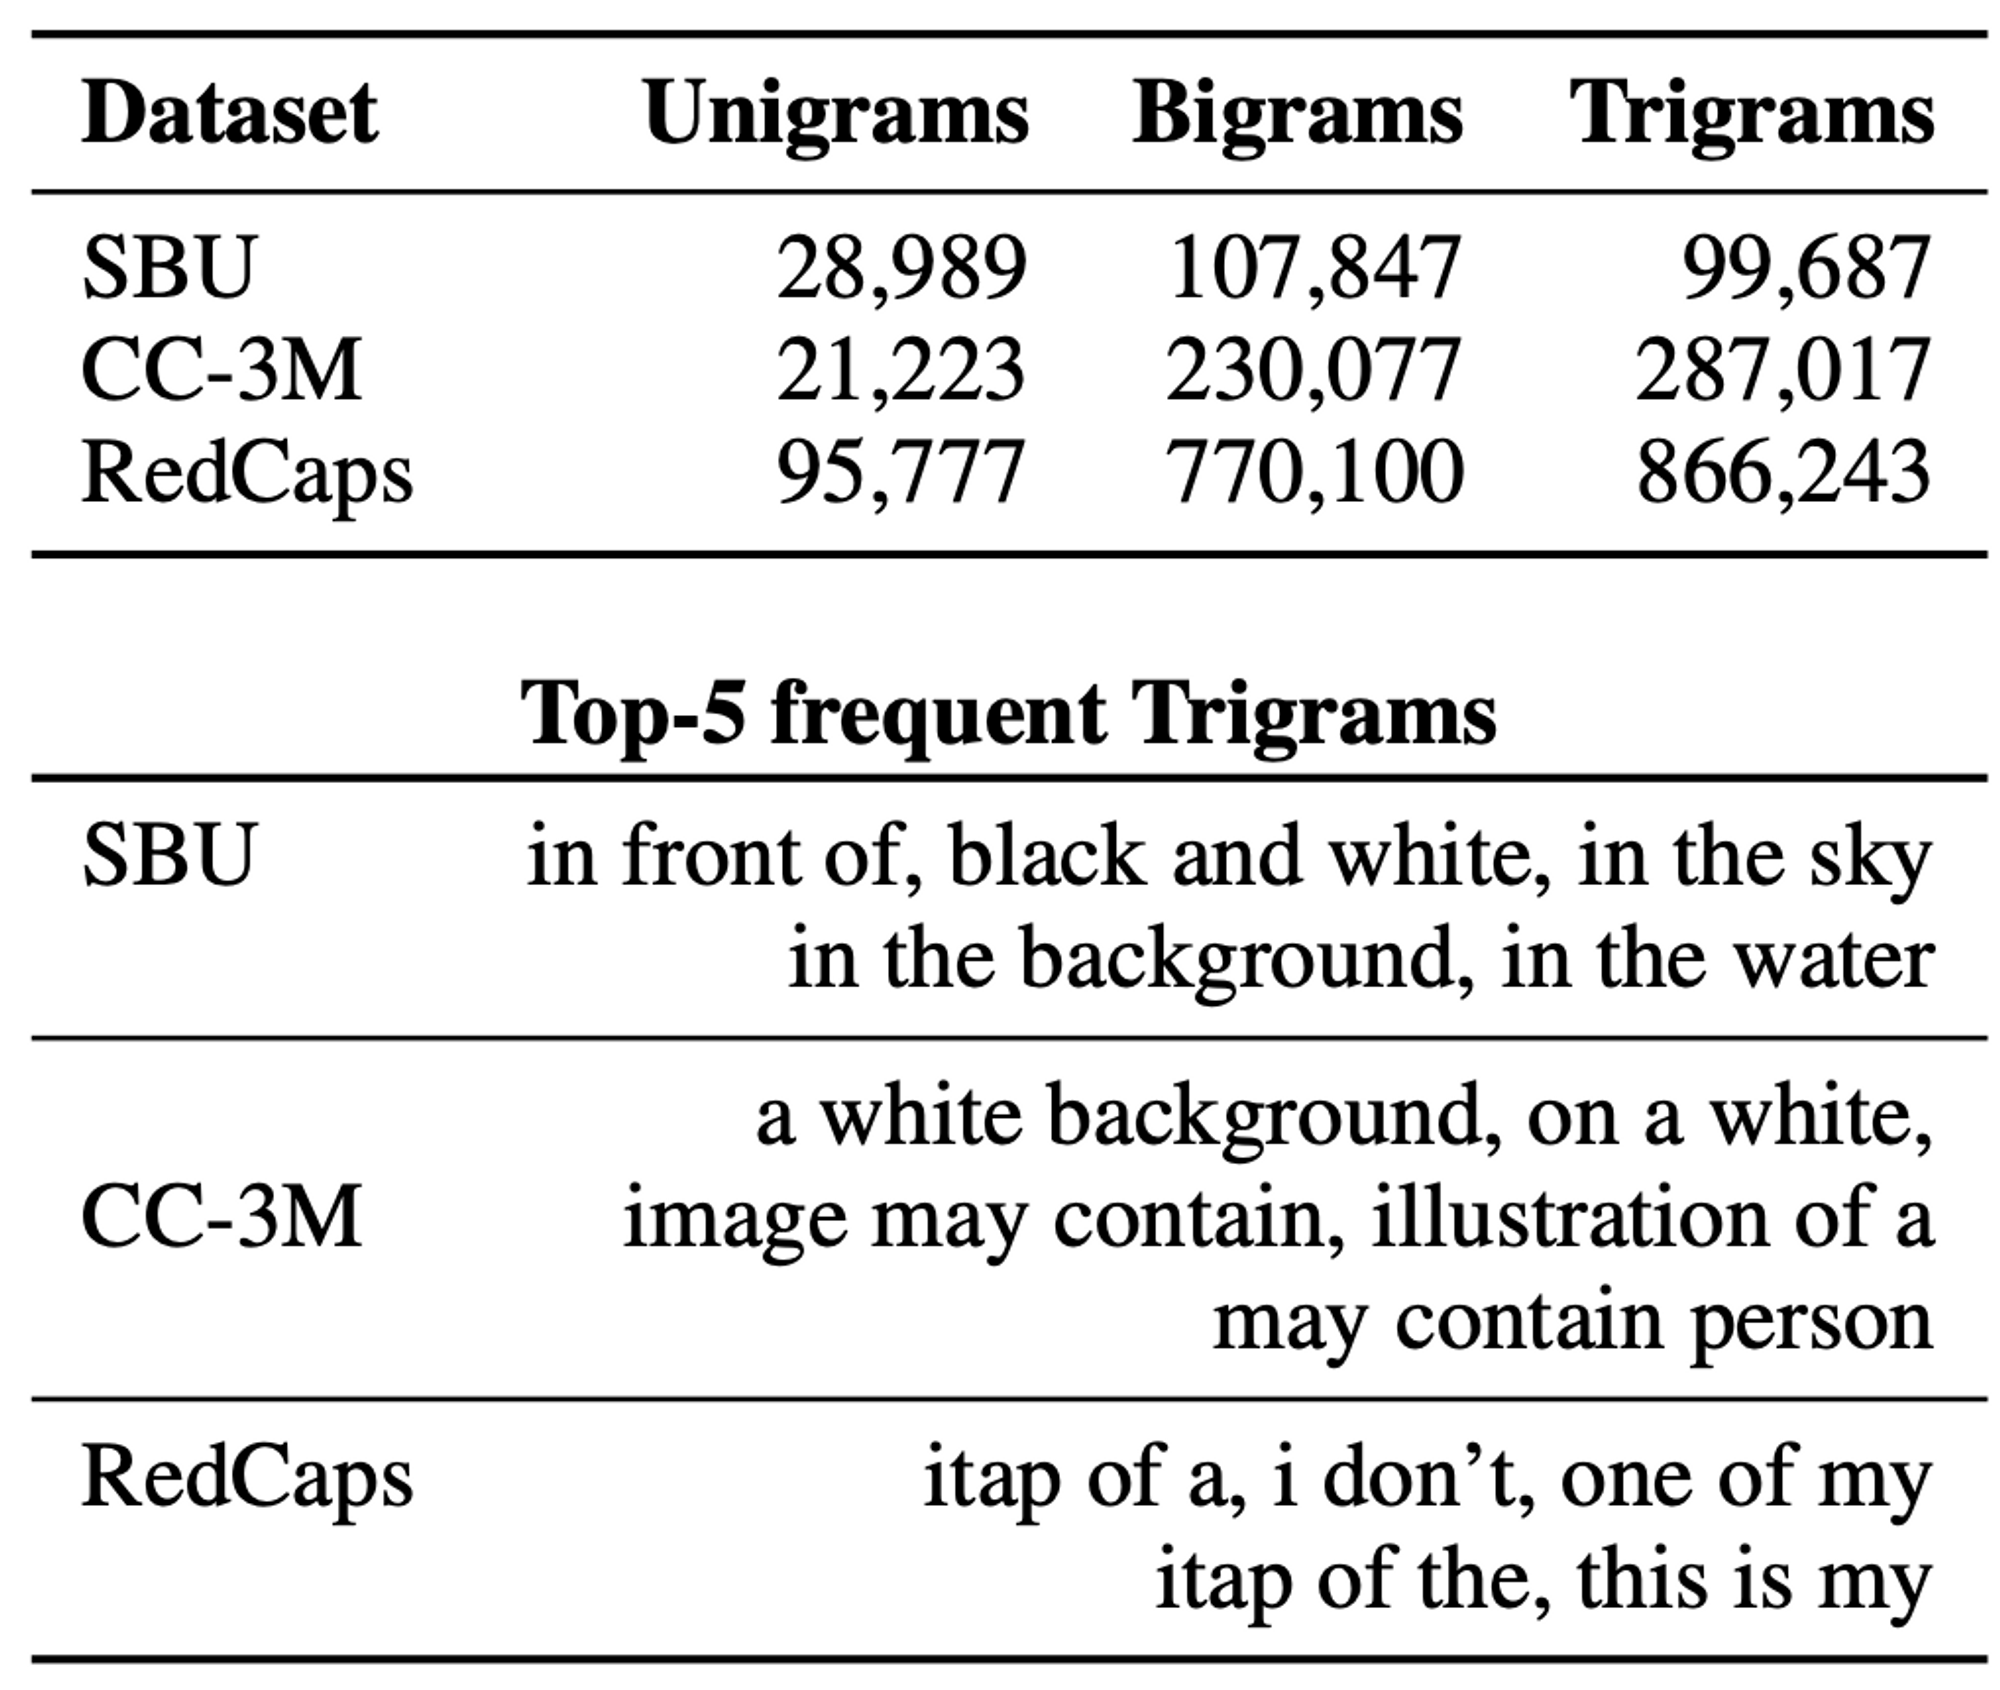 Dataset Unigrams Bigrams Trigrams
SBU 28,989 107,847 99,687
CC-3M 21,223 230,077 287,017
RedCaps 95,777 770,100 866,243
Top-5 frequent Trigrams
SBU in front of, black and white, in the sky
in the background, in the water
a white background, on a white,
CC-3M image may contain, illustration of a
may contain person
RedCaps itap of a, i don’t, one of my
itap of the, this is my